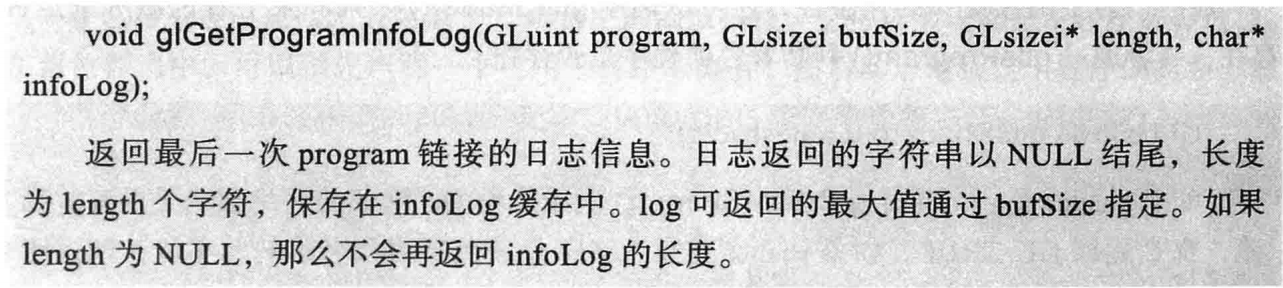 void glGetProgramInfoLog(GLuint program, GLsizei bufSize, GLsizei* length, char*
infoLog);
返回最后一次 program 链接的日志信息。日志返回的字符串以 NULL 结尾，长度
为 length 个字符，保存在 infoLog 缓存中。log 可返回的最大值通过 bufSize 指定。如果
length 为 NULL，那么不会再返回 infoLog 的长度。